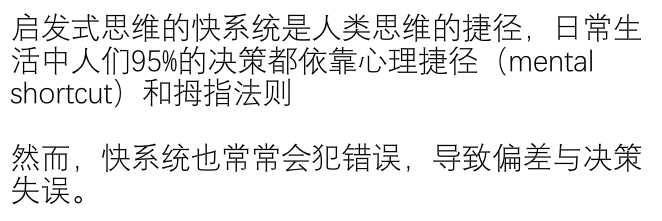 启发式思维的快系统是人类思维的捷径，日常生
活中人们95%的决策都依靠心理捷径（mental
shortcut）和拇指法则
然而，快系统也常常会犯错误，导致偏差与决策
失误。